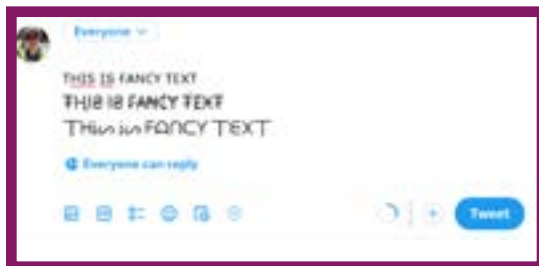 Everyone
THIS IS FANCY TEXT
THIS IS FANCY TEXT
THis is FANCY TEXT
Everyone can reply
Tweet